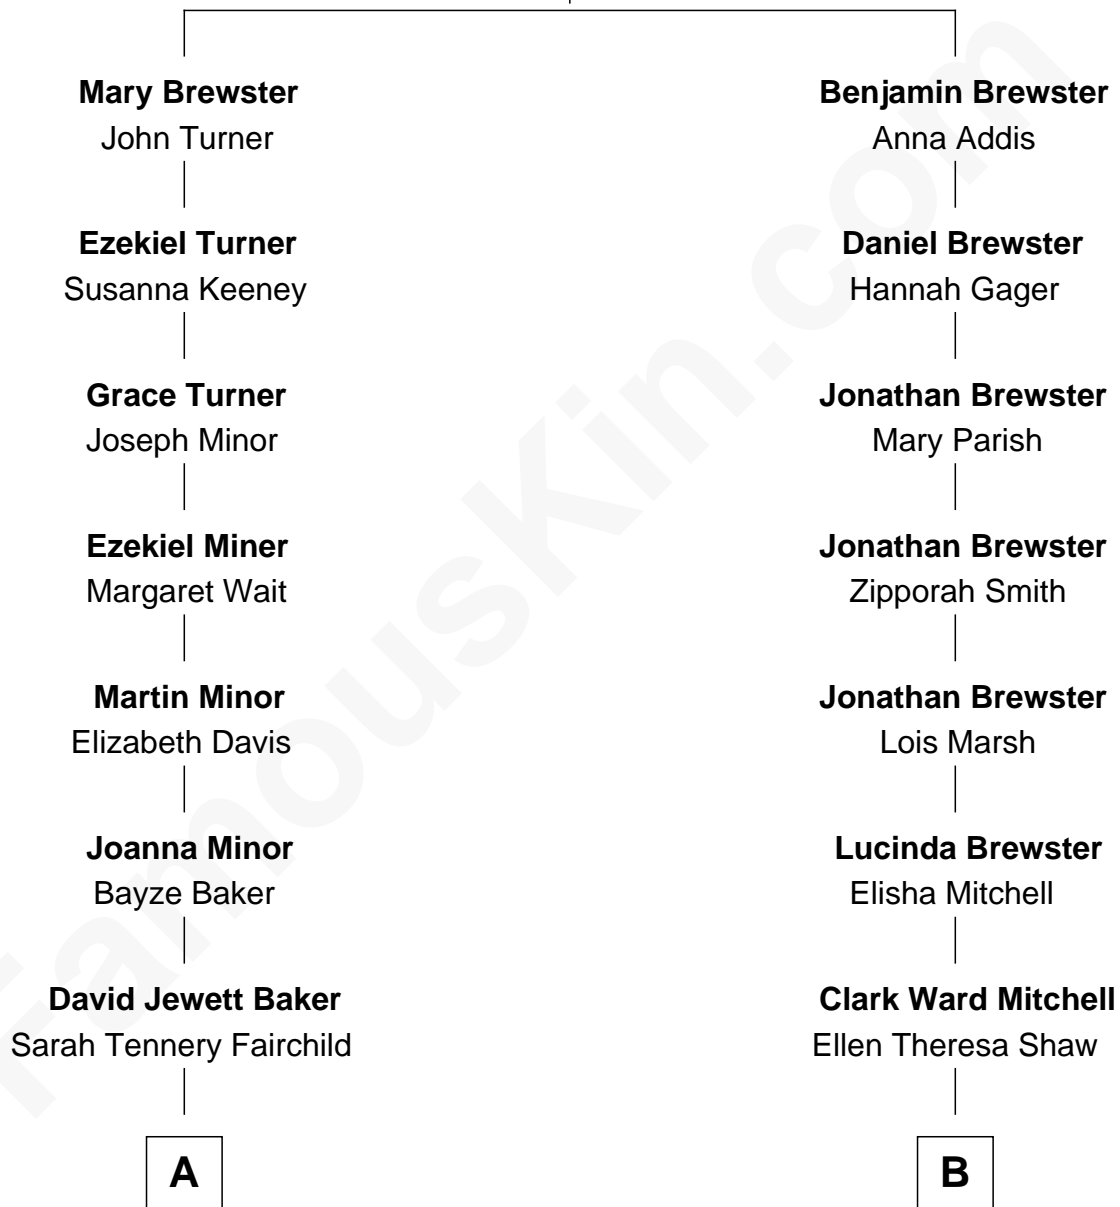 Mary Brewster
John Turner
Ezekiel Turner
Susanna Keeney
Grace Turner
Joseph Minor
Ezekiel Miner
Margaret Wait
Martin Minor
Elizabeth Davis
Joanna Minor
Bayze Baker
David Jewett Baker
Sarah Tennery Fairchild
A
Benjamin Brewster
Anna Addis
Daniel Brewster
Hannah Gager
Jonathan Brewster
Mary Parish
Jonathan Brewster
Zipporah Smith
Jonathan Brewster
Lois Marsh
Lucinda Brewster
Elisha Mitchell
Clark Ward Mitchell
Ellen Theresa Shaw
B
FamousKin.com